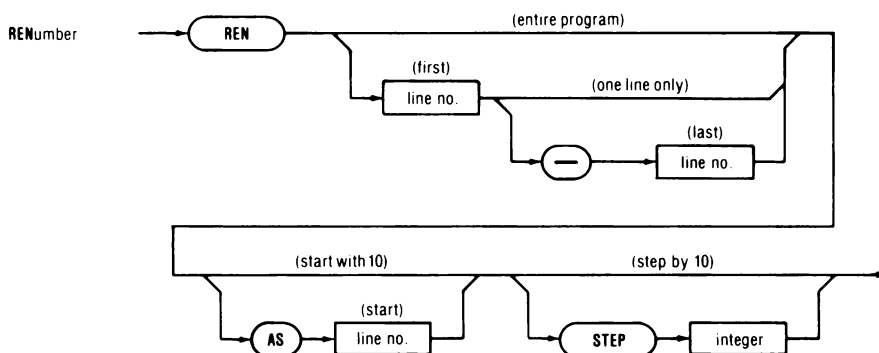 (entire program)
RENumber REN
(first)
line no. (one line only)
(last)
— line no.
(start with 10) (step by 10)
(start)
AS line no. STEP integer